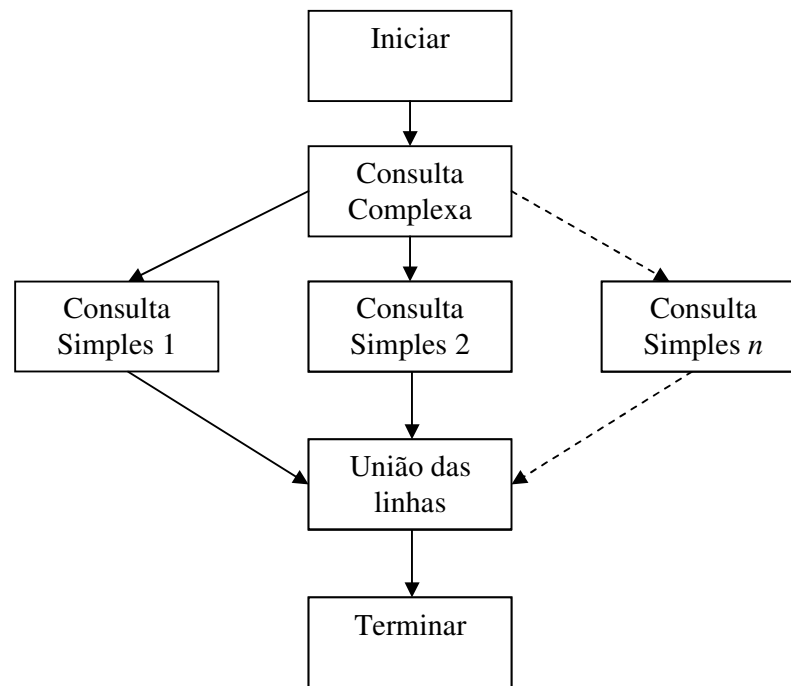 Iniciar
Consulta
Complexa
Consulta
Simples 1
Consulta
Simples 2
Consulta
Simples n
União das
linhas
Terminar